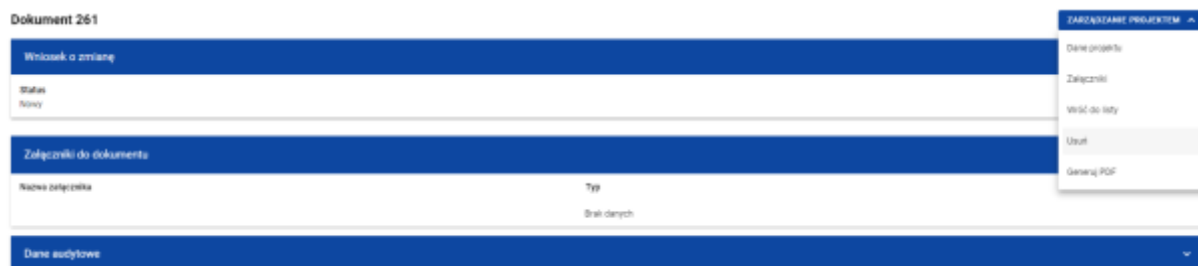 Dokument 261
ZARZĄDZANIE PROJEKTEM
Wniosek o zmianę
Dane projektu
Załączniki
Status
Nowy
Wróć do listy
Usuń
Załączniki do dokumentu
Generuj PDF
Nazwa załącznika Typ
Brak danych
Dane audytowe